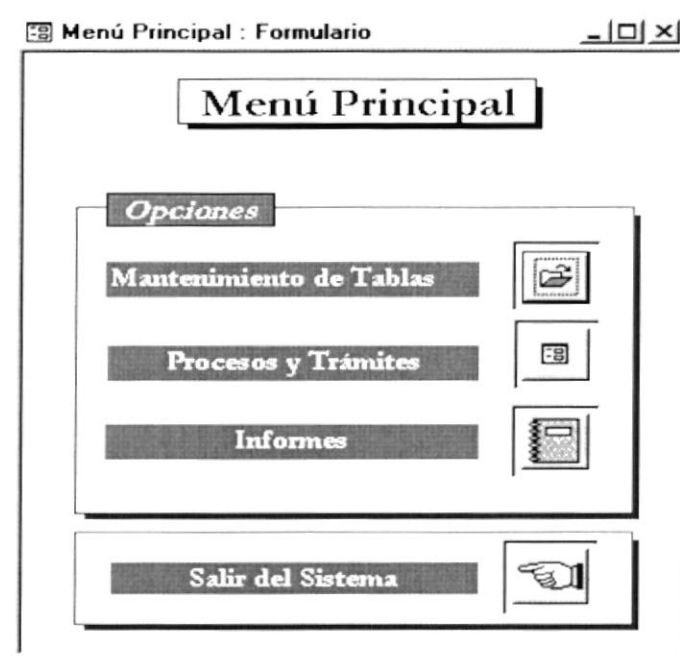 Menú Principal : Formulario
Menú Principal
Opciones
Mantenimiento de Tablas
Procesos y Trámites
Informes
Salir del Sistema